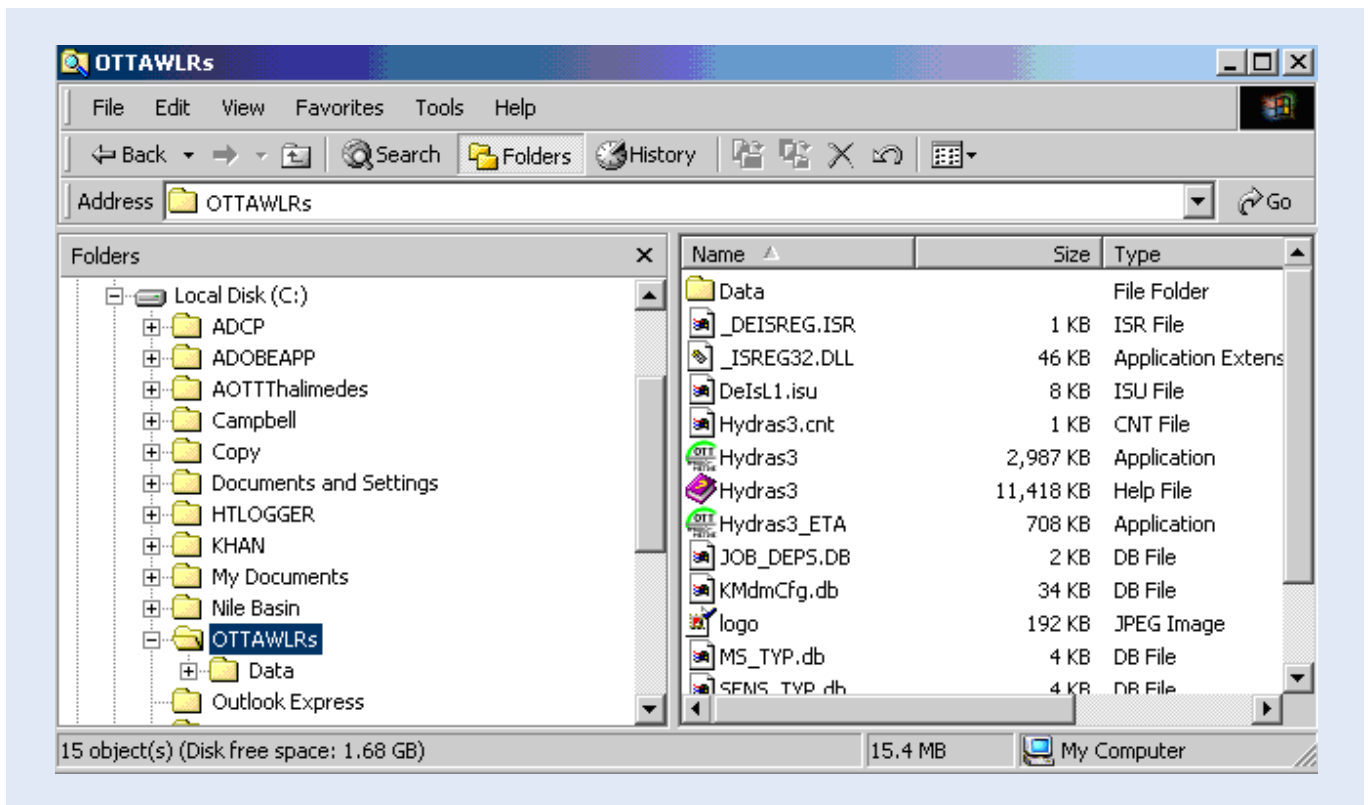 OTTAWLRs
File Edit View Favorites Tools Help
Back Search Folders History
Address OTTAWLRs Go
Folders
Local Disk (C:)
ADCP
ADOBEAPP
AOTTThalimedes
Campbell
Copy
Documents and Settings
HTLOGGER
KHAN
My Documents
Nile Basin
OTTAWLRs
Data
Outlook Express
Name Size Type
Data File Folder
_DEISREG.ISR 1 KB ISR File
_ISREG32.DLL 46 KB Application Extens
DeIsL1.isu 8 KB ISU File
Hydras3.cnt 1 KB CNT File
Hydras3 2,987 KB Application
Hydras3 11,418 KB Help File
Hydras3_ETA 708 KB Application
JOB_DEPS.DB 2 KB DB File
KMdmCfg.db 34 KB DB File
logo 192 KB JPEG Image
MS_TYP.db 4 KB DB File
SENS_TYP.db 4 KB DB File
15 object(s) (Disk free space: 1.68 GB) 15.4 MB My Computer